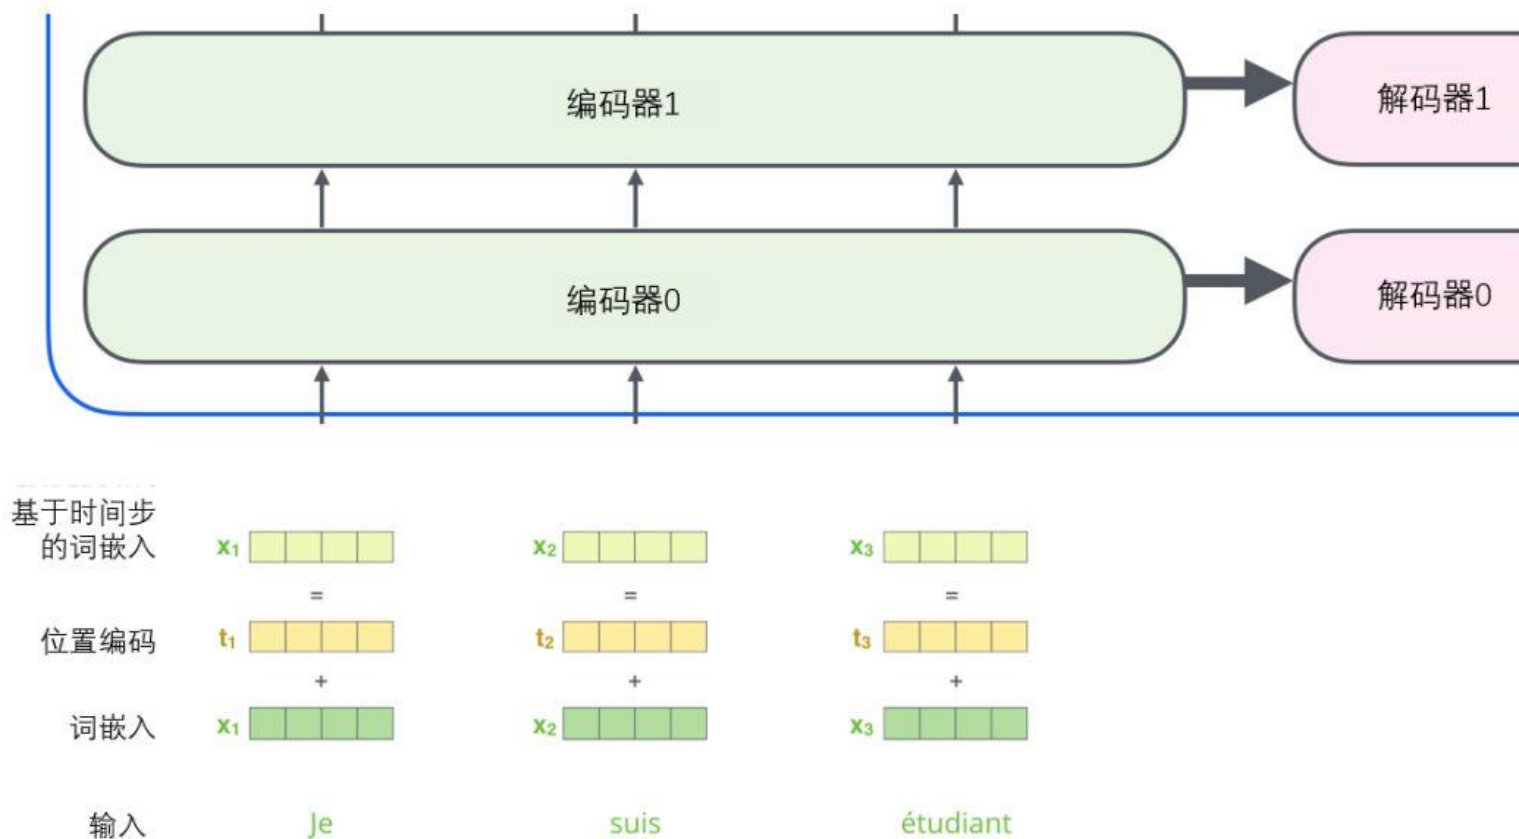 编码器1
解码器1
编码器0
解码器0
基于时间步
的词嵌入
x₁
x₂
x₃
=
=
=
位置编码
t₁
t₂
t₃
+
+
+
词嵌入
x₁
x₂
x₃
输入
Je
suis
étudiant